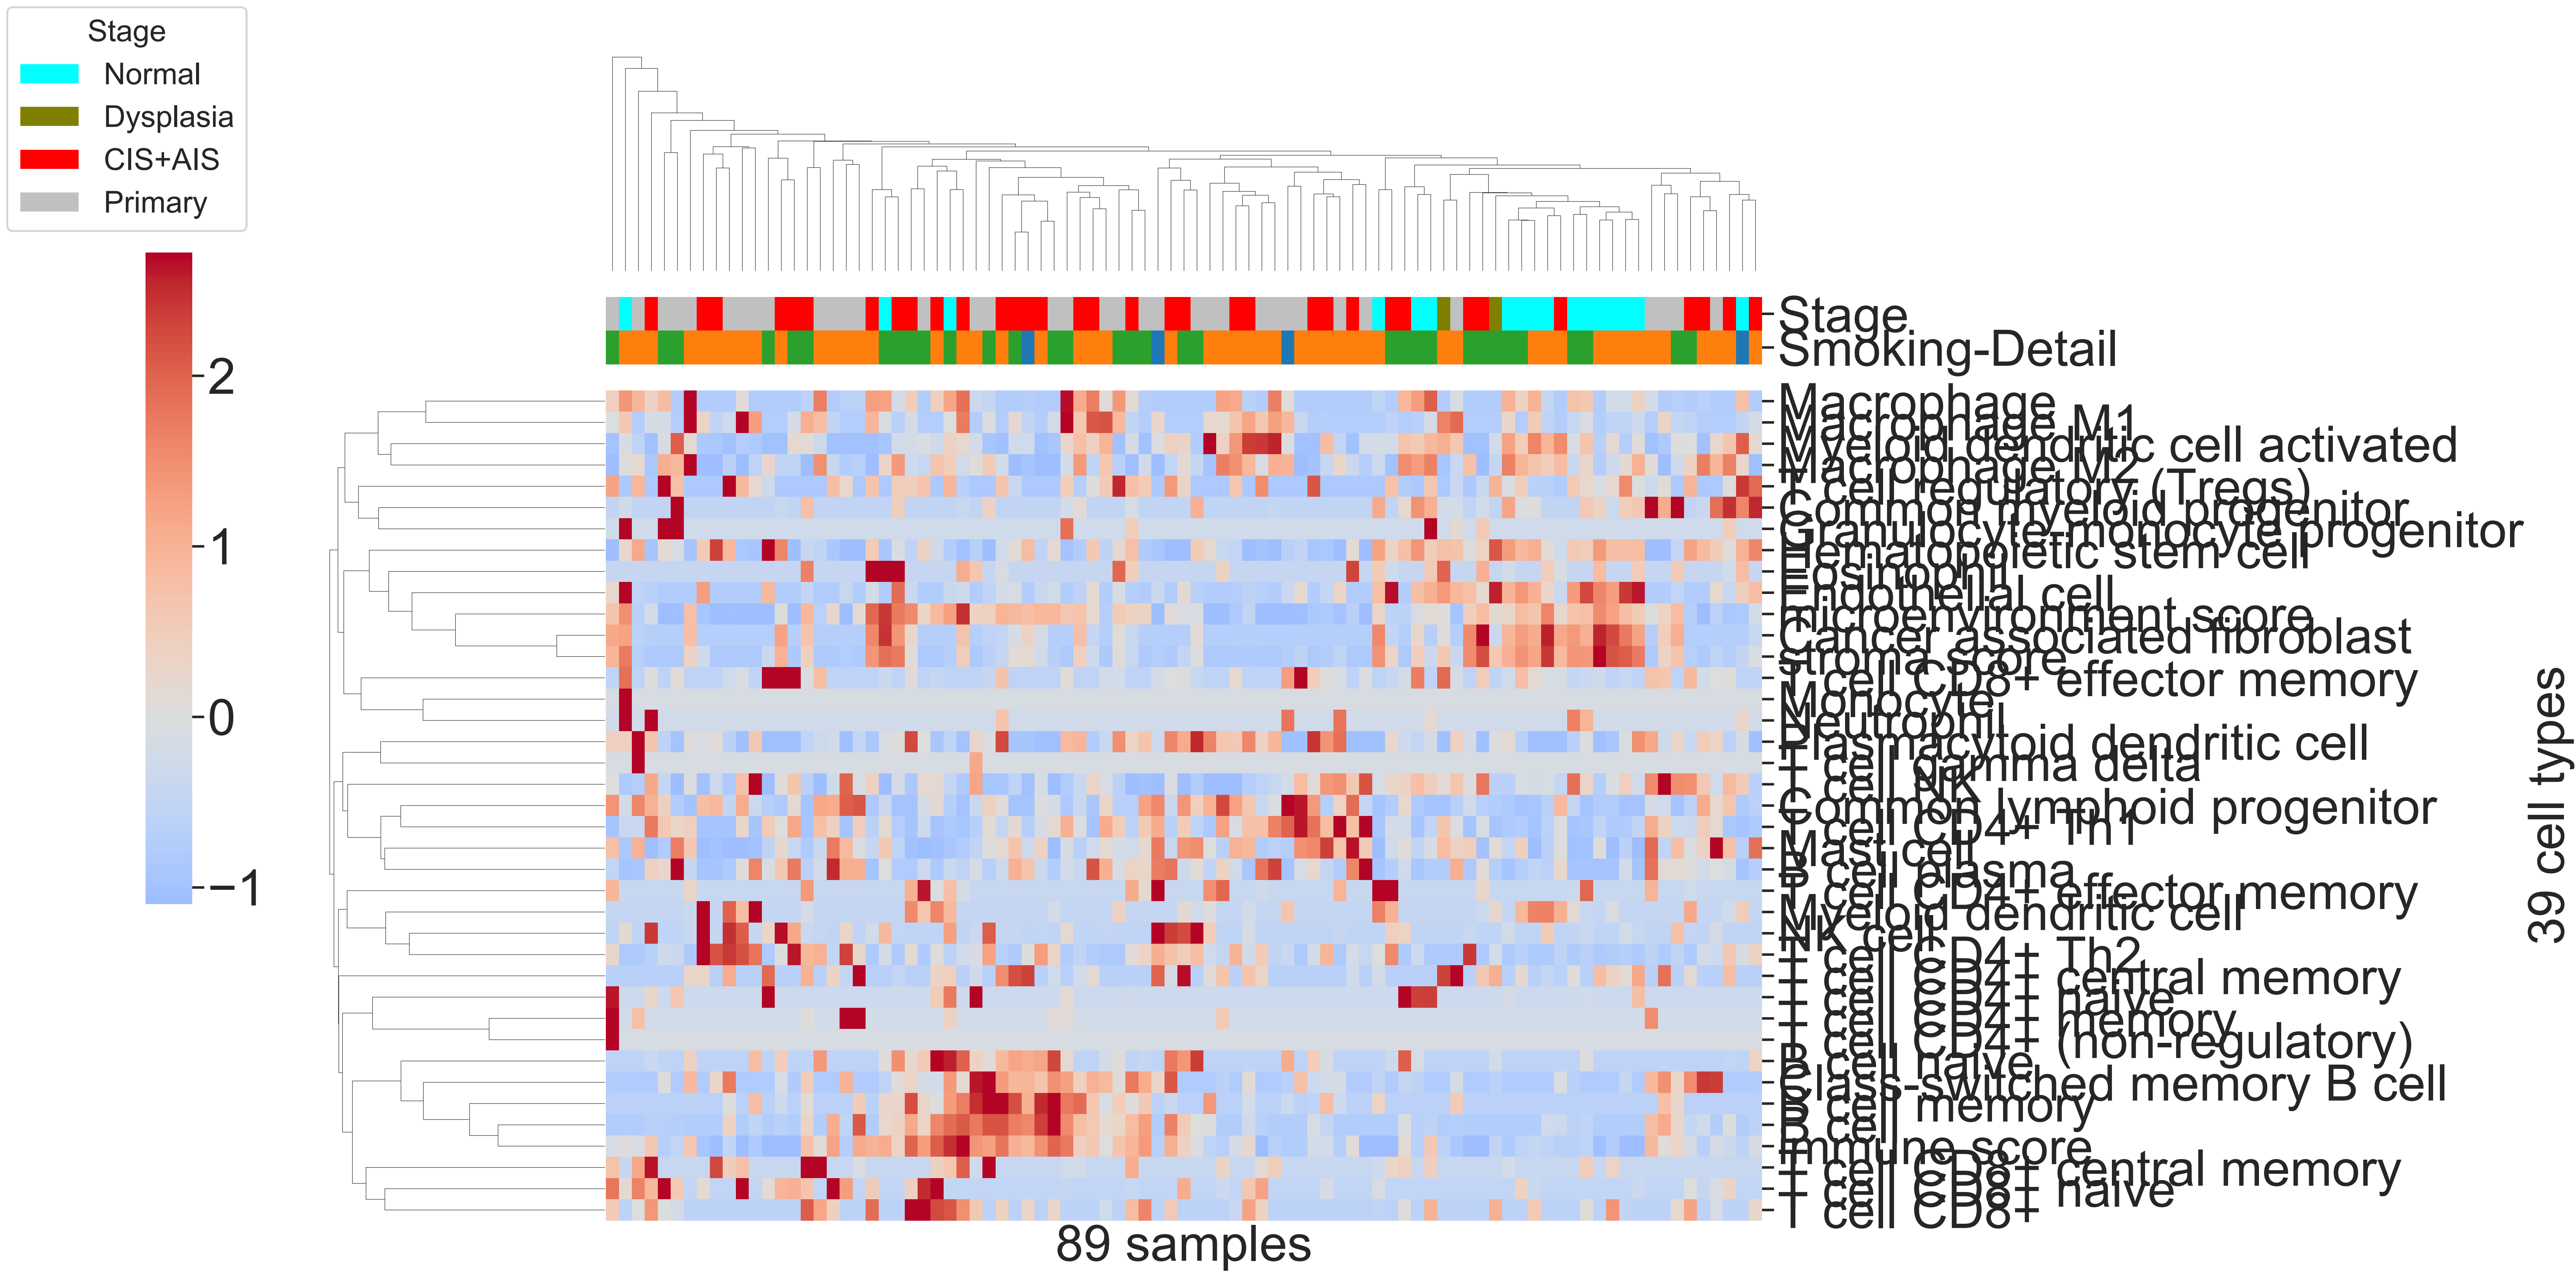 Stage
Normal
Dysplasia
CIS+AIS
Primary
2
1
0
−1
Stage
Smoking-Detail
Macrophage
Macrophage M1
Myeloid dendritic cell activated
Macrophage M2
T cell regulatory (Tregs)
Common myeloid progenitor
Granulocyte-monocyte progenitor
Hematopoietic stem cell
Eosinophil
Endothelial cell
microenvironment score
Cancer associated fibroblast
stroma score
T cell CD8+ effector memory
Monocyte
Neutrophil
Plasmacytoid dendritic cell
T cell gamma delta
T cell NK
Common lymphoid progenitor
T cell CD4+ Th1
Mast cell
B cell plasma
T cell CD4+ effector memory
Myeloid dendritic cell
NK cell
T cell CD4+ Th2
T cell CD4+ central memory
T cell CD4+ naive
T cell CD4+ memory
T cell CD4+ (non-regulatory)
B cell naive
Class-switched memory B cell
B cell memory
B cell
immune score
T cell CD8+ central memory
T cell CD8+ naive
T cell CD8+
39 cell types
89 samples